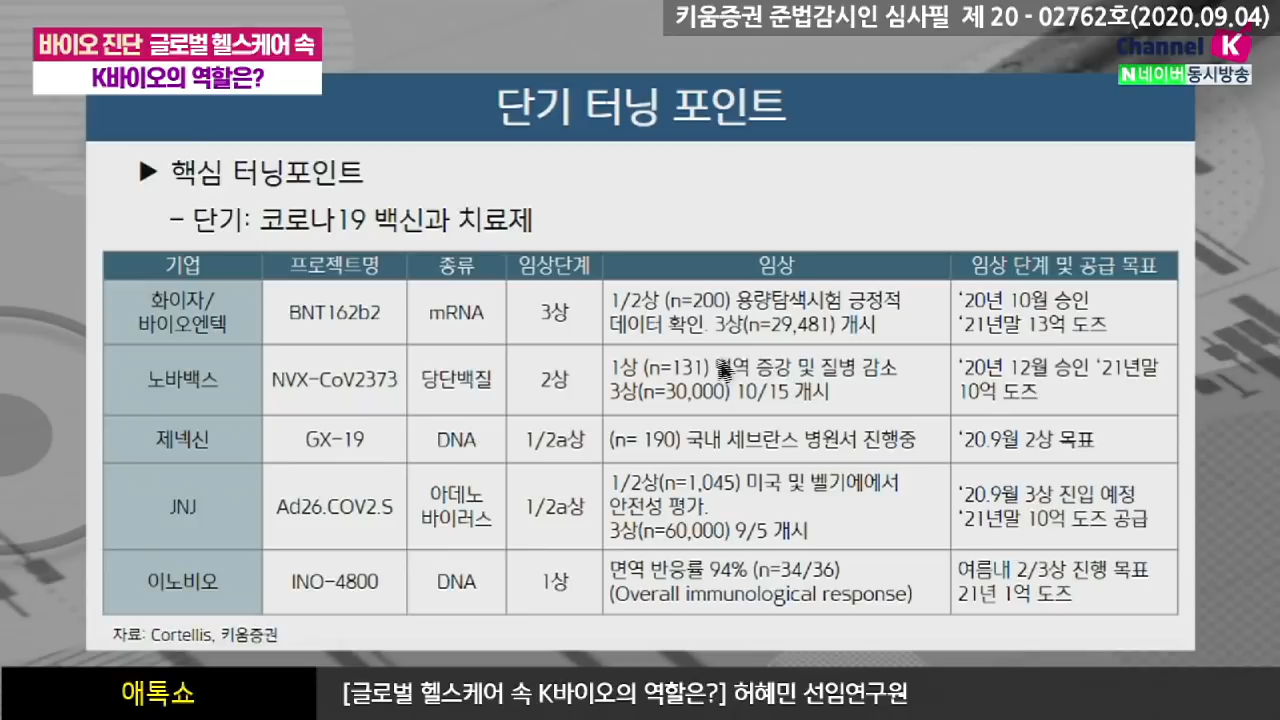 키움증권 준법감시인 심사필 제 20 - 02762호(2020.09.04)
바이오 진단 글로벌 헬스케어 속
K바이오의 역할은?
Channel K
N 네이버 동시방송
단기 터닝 포인트
▶ 핵심 터닝포인트
- 단기: 코로나19 백신과 치료제
기업 프로젝트명 종류 임상단계 임상 임상 단계 및 공급 목표
화이자/
바이오엔텍
BNT162b2 mRNA 3상
1/2상 (n=200) 용량탐색시험 긍정적
데이터 확인. 3상(n=29,481) 개시
‘20년 10월 승인
‘21년말 13억 도즈
노바백스 NVX-CoV2373 당단백질 2상
1상 (n=131) 면역 증강 및 질병 감소
3상(n=30,000) 10/15 개시
‘20년 12월 승인 ‘21년말
10억 도즈
제넥신 GX-19 DNA 1/2a상 (n= 190) 국내 세브란스 병원서 진행중 ‘20.9월 2상 목표
JNJ Ad26.COV2.S
아데노
바이러스
1/2a상
1/2상(n=1,045) 미국 및 벨기에에서
안전성 평가.
3상(n=60,000) 9/5 개시
‘20.9월 3상 진입 예정
‘21년말 10억 도즈 공급
이노비오 INO-4800 DNA 1상
면역 반응률 94% (n=34/36)
(Overall immunological response)
여름내 2/3상 진행 목표
21년 1억 도즈
자료: Cortellis, 키움증권
애톡쇼
[글로벌 헬스케어 속 K바이오의 역할은?] 허혜민 선임연구원